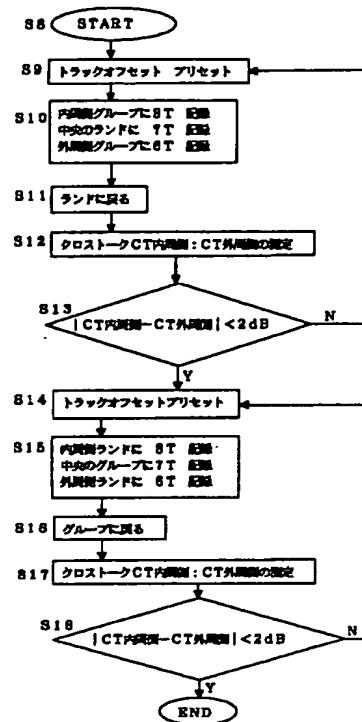 S8 START
S9 トラックオフセット プリセット
S10 内周側グループに8T 記録
中央のランドに 7T 記録
外周側グループに6T 記録
S11 ランドに戻る
S12 クロストークCT内周側:CT外周側の測定
S13 |CT内周側ーCT外周側|<2dB N
Y
S14 トラックオフセットプリセット
S15 内周側ランドに 8T 記録
中央のグループに7T 記録
外周側ランドに 6T 記録
S16 グループに戻る
S17 クロストークCT内周側:CT外周側の測定
S18 |CT内周側ーCT外周側|<2dB N
Y
END